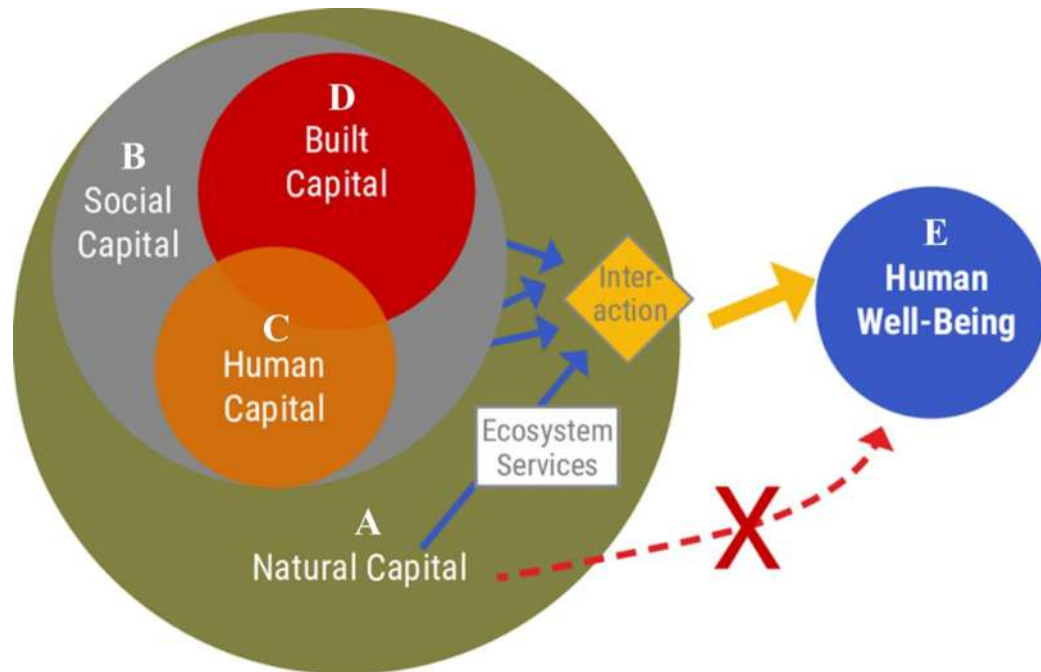 D
Built
Capital
B
Social
Capital
C
Human
Capital
Inter-
action
E
Human
Well-Being
Ecosystem
Services
A
Natural Capital
X